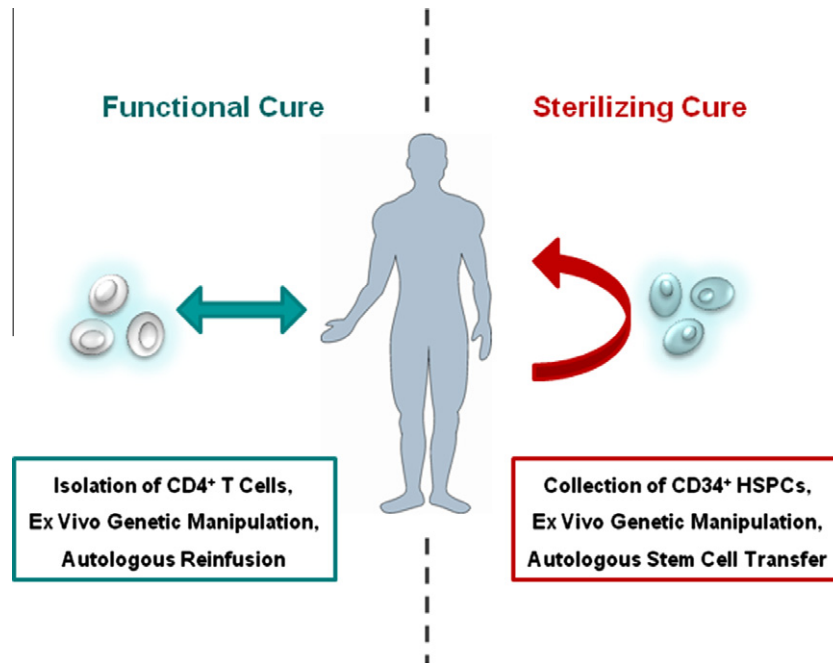 Functional Cure
Sterilizing Cure
Isolation of CD4⁺ T Cells,
Ex Vivo Genetic Manipulation,
Autologous Reinfusion
Collection of CD34⁺ HSPCs,
Ex Vivo Genetic Manipulation,
Autologous Stem Cell Transfer